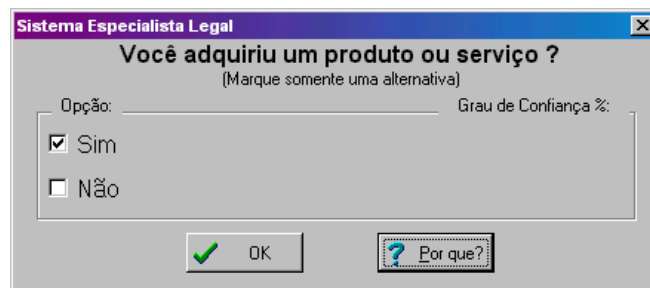 Sistema Especialista Legal
Você adquiriu um produto ou serviço ?
(Marque somente uma alternativa)
Opção: Grau de Confiança %:
Sim
Não
OK Por que?